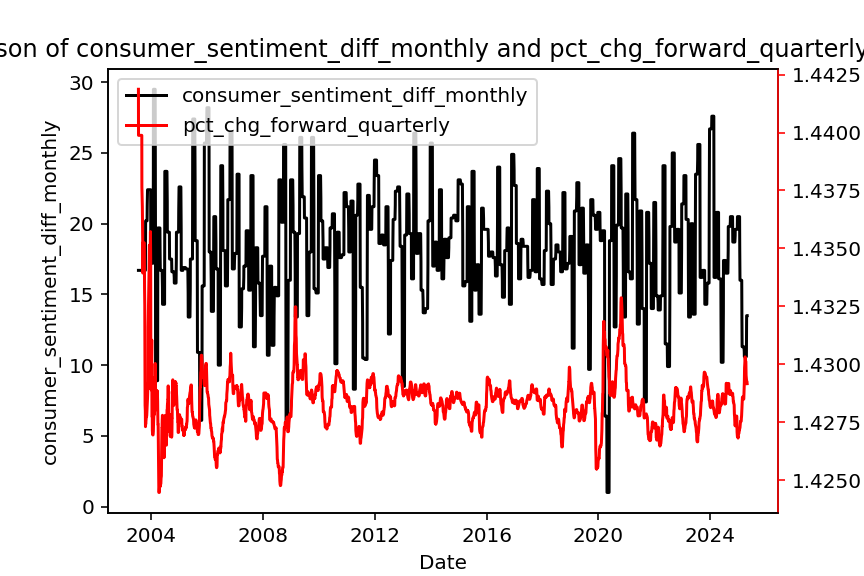 son of consumer_sentiment_diff_monthly and pct_chg_forward_quarterly
consumer_sentiment_diff_monthly
pct_chg_forward_quarterly
30
25
20
15
10
5
0
consumer_sentiment_diff_monthly
1.4425
1.4400
1.4375
1.4350
1.4325
1.4300
1.4275
1.4250
2004 2008 2012 2016 2020 2024
Date